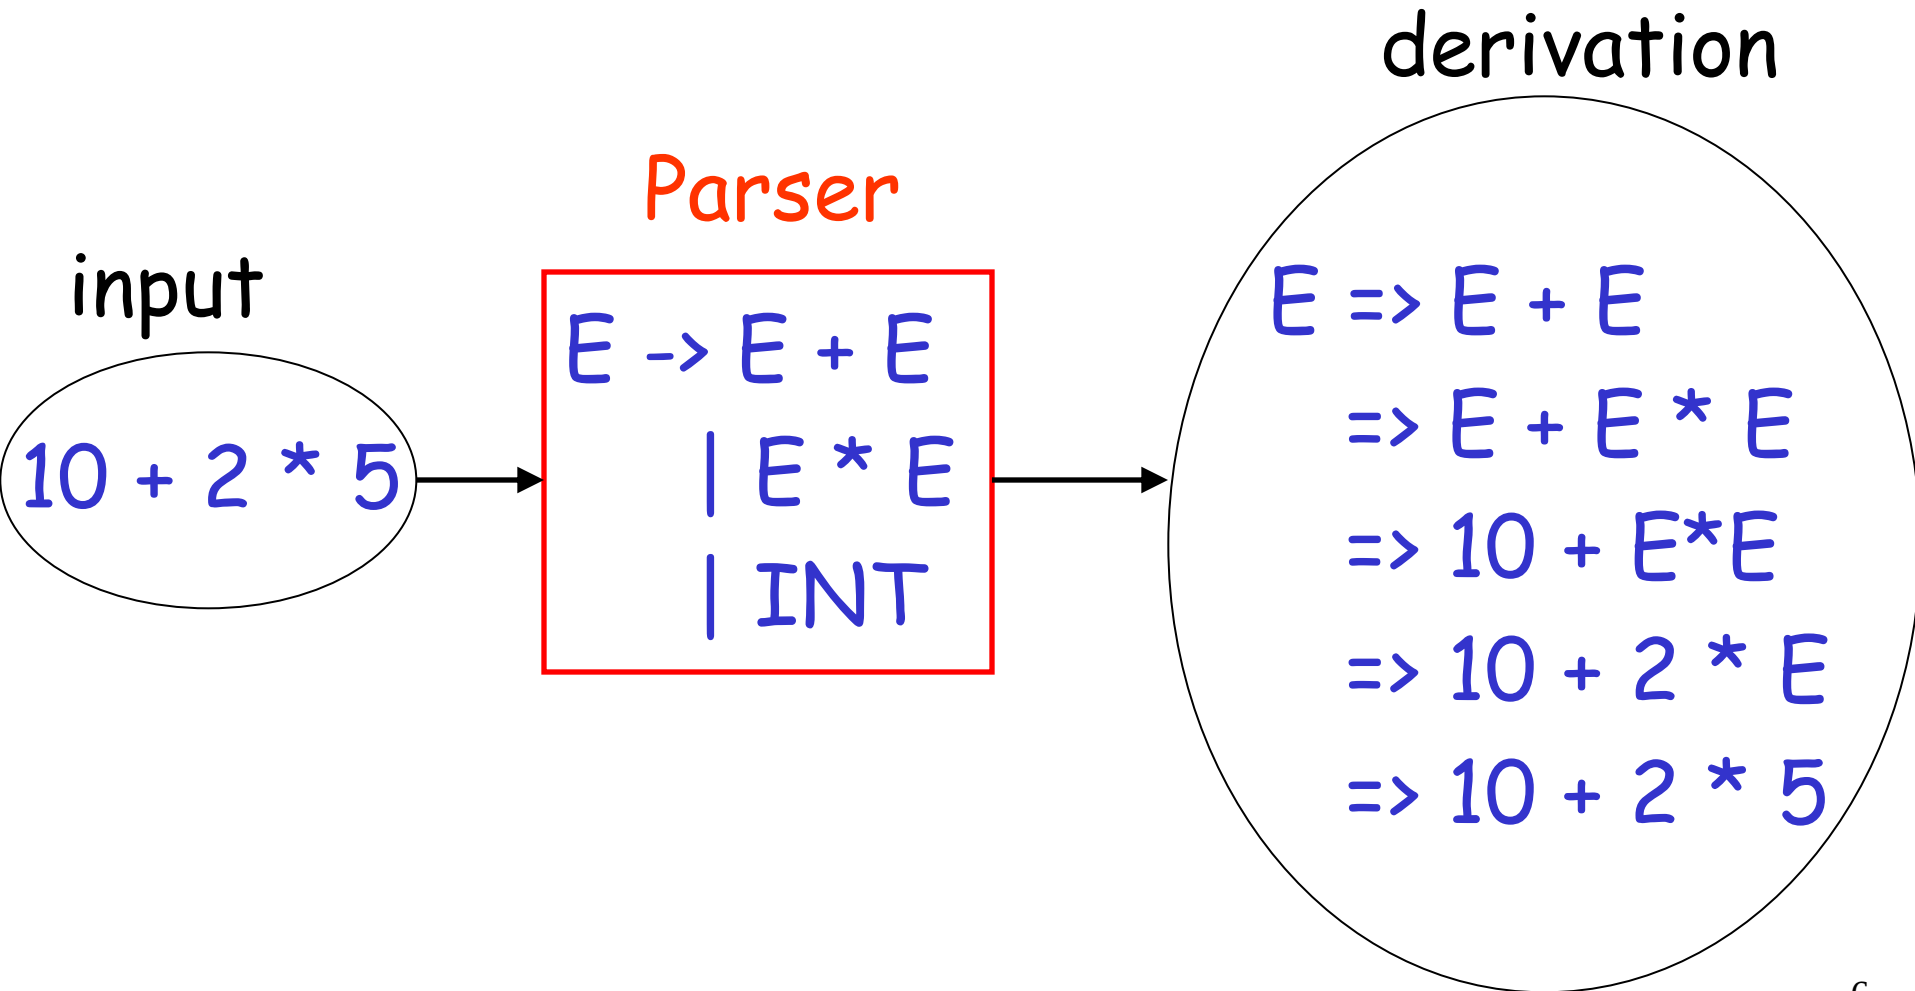 input
10 + 2 * 5
Parser
E -> E + E
| E * E
| INT
derivation
E => E + E
=> E + E * E
=> 10 + E*E
=> 10 + 2 * E
=> 10 + 2 * 5